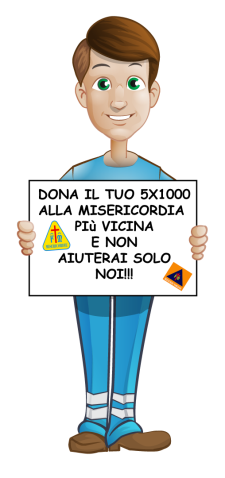 DONA IL TUO 5X1000
ALLA MISERICORDIA
PIù VICINA
E NON
AIUTERAI SOLO
NOI!!!